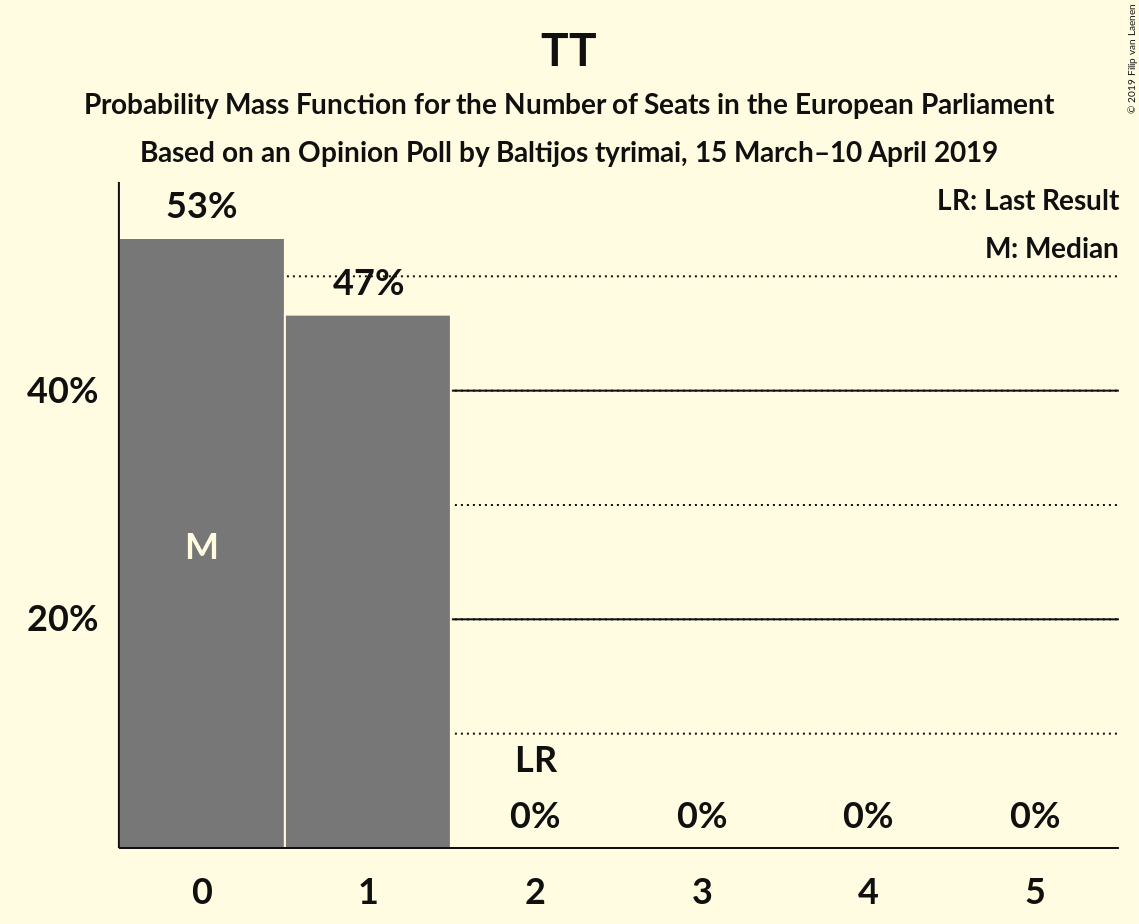 TT
Probability Mass Function for the Number of Seats in the European Parliament
Based on an Opinion Poll by Baltijos tyrimai, 15 March–10 April 2019
© 2019 Filip van Laenen
LR: Last Result
M: Median
53%
47%
40%
20%
M
LR
0% 0% 0% 0%
0 1 2 3 4 5